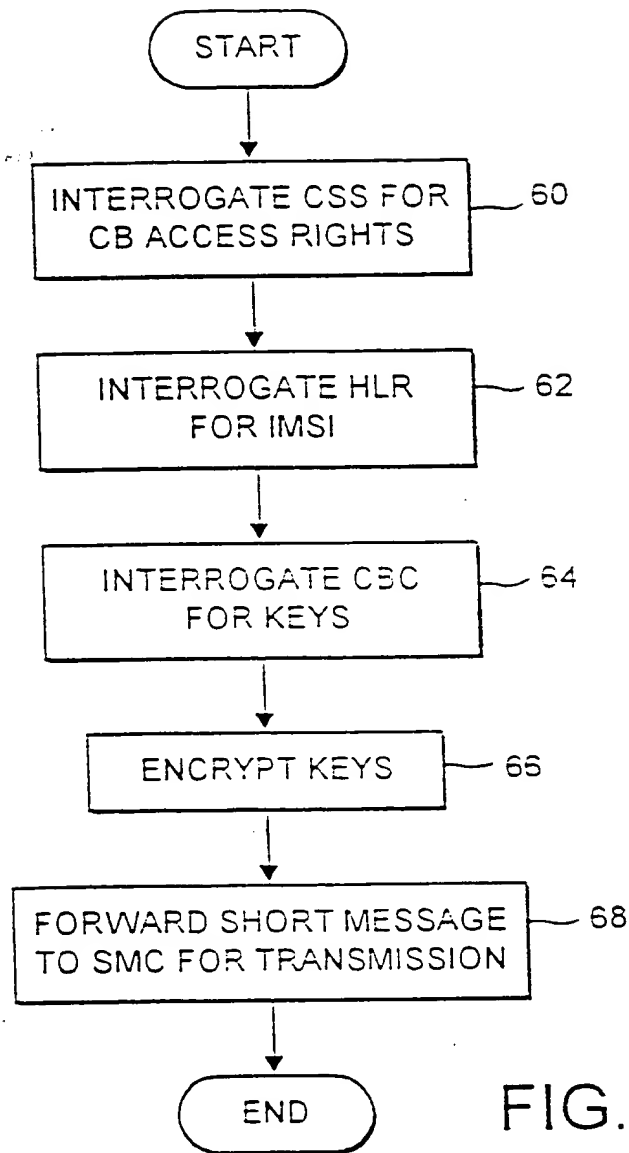 START
INTERROGATE CSS FOR
CB ACCESS RIGHTS
60
INTERROGATE HLR
FOR IMSI
62
INTERROGATE CBC
FOR KEYS
64
ENCRYPT KEYS
66
FORWARD SHORT MESSAGE
TO SMC FOR TRANSMISSION
68
END
FIG.